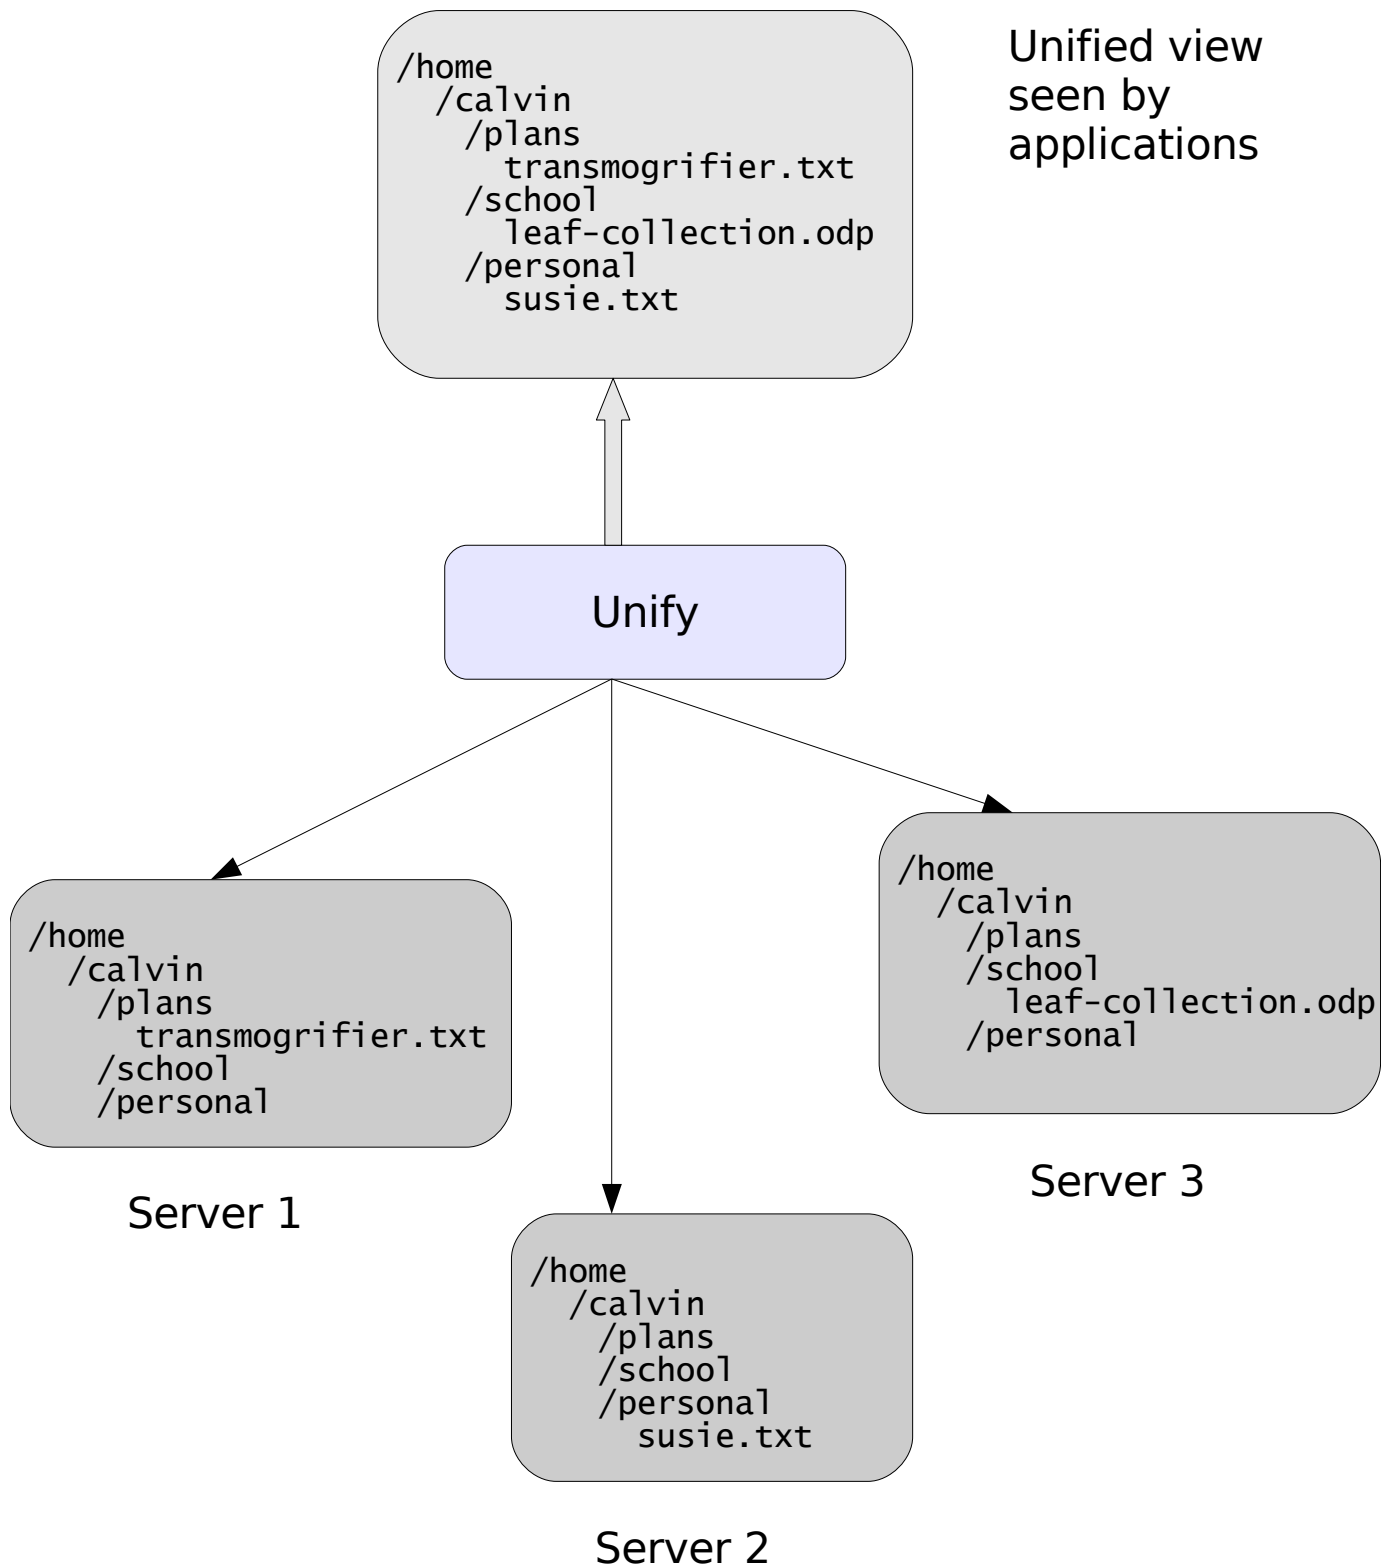 /home
/calvin
/plans
transmogrifier.txt
/school
leaf-collection.odp
/personal
susie.txt
Unified view
seen by
applications
Unify
/home
/calvin
/plans
transmogrifier.txt
/school
/personal
Server 1
/home
/calvin
/plans
/school
/personal
susie.txt
Server 2
/home
/calvin
/plans
/school
leaf-collection.odp
/personal
Server 3